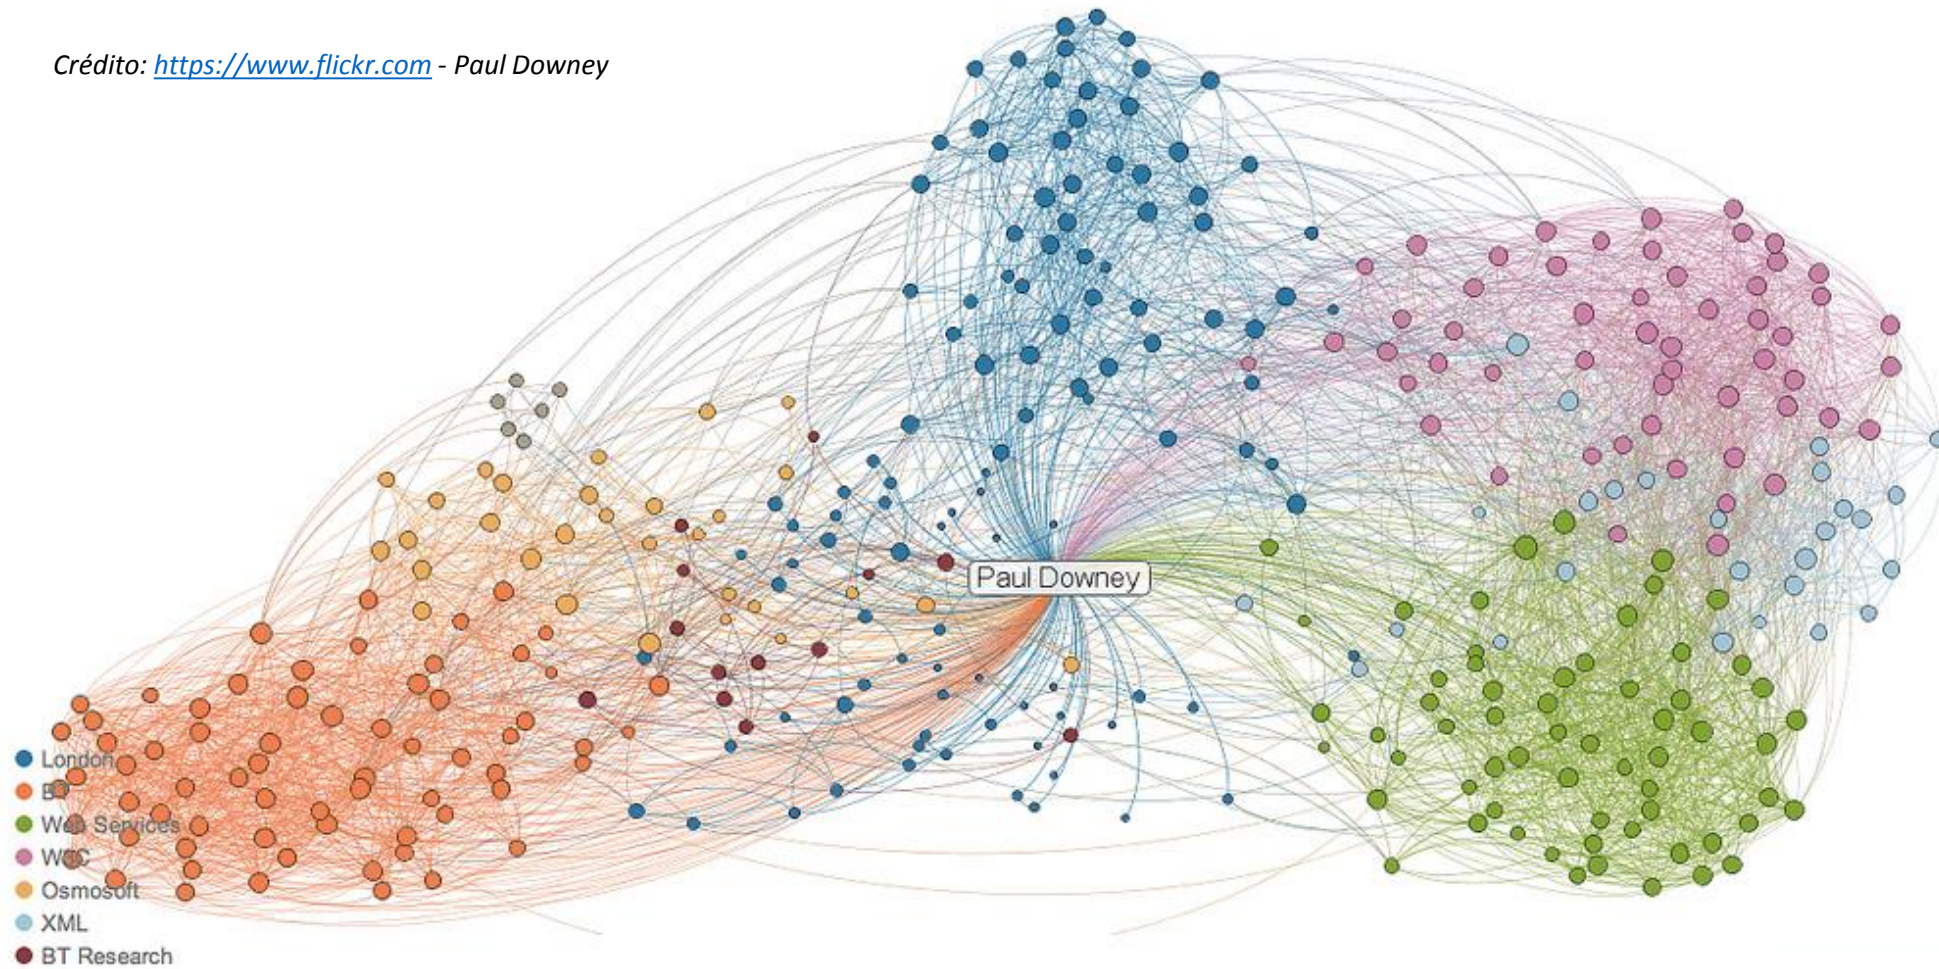 Crédito: https://www.flickr.com - Paul Downey
Paul Downey
London
BT
Web Services
W3C
Osmosoft
XML
BT Research